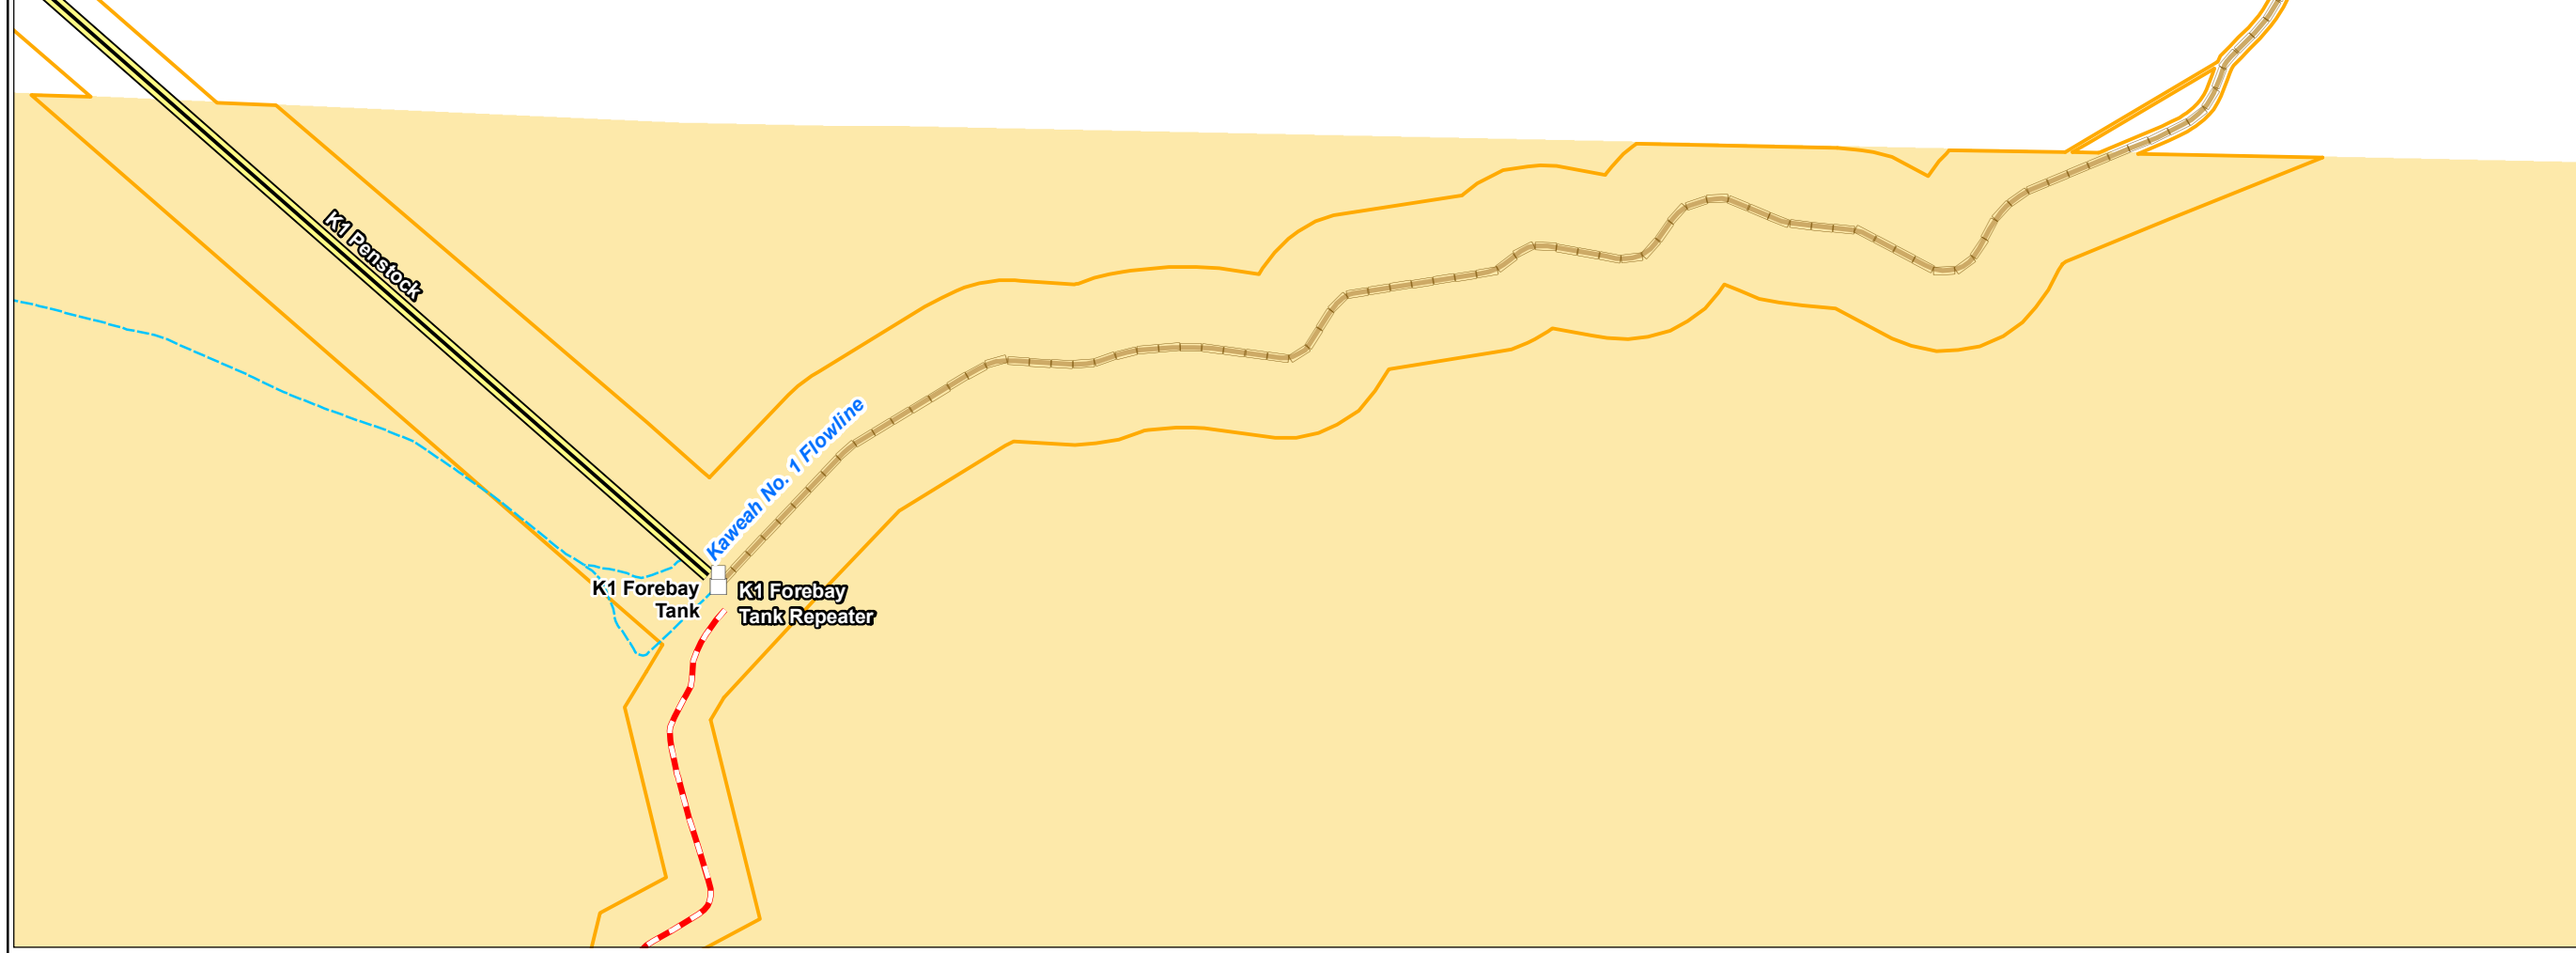 K1 Penstock
Kaweah No. 1 Flowline
K1 Forebay
Tank
K1 Forebay
Tank Repeater